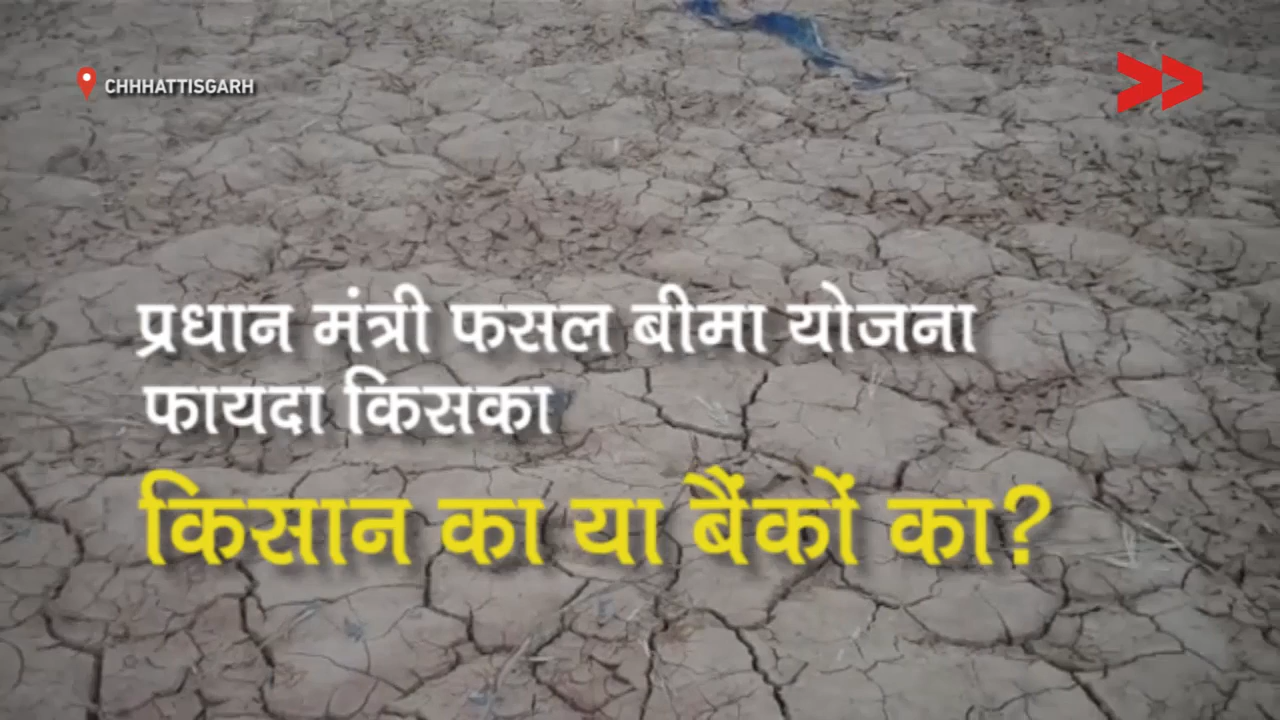 CHHHATTISGARH
प्रधान मंत्री फसल बीमा योजना
फायदा किसका
किसान का या बैंकों का?